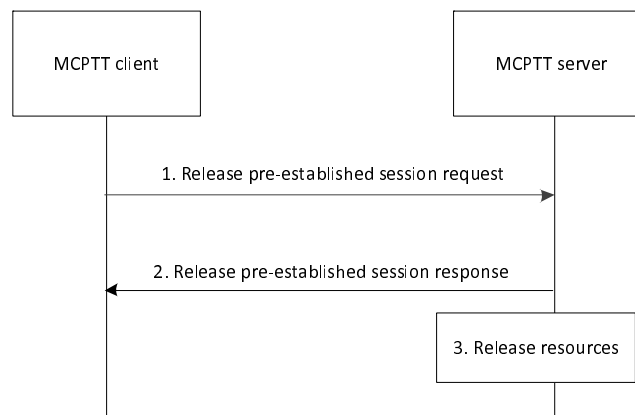 MCPTT client
MCPTT server
1. Release pre-established session request
2. Release pre-established session response
3. Release resources